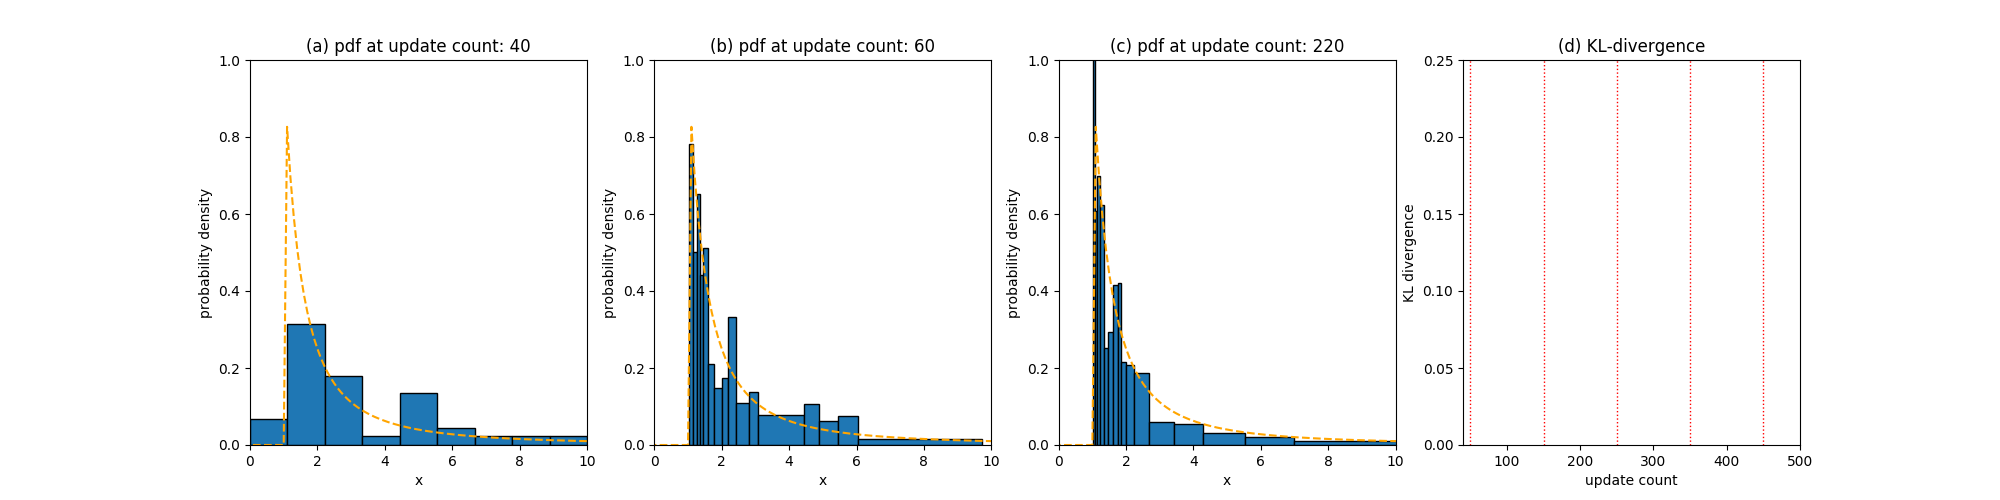 (a) pdf at update count: 40
1.0
0.8
0.6
0.4
0.2
0.0
probability density
0 2 4 6 8 10
x
(b) pdf at update count: 60
1.0
0.8
0.6
0.4
0.2
0.0
probability density
0 2 4 6 8 10
x
(c) pdf at update count: 220
1.0
0.8
0.6
0.4
0.2
0.0
probability density
0 2 4 6 8 10
x
(d) KL-divergence
0.25
0.20
0.15
0.10
0.05
0.00
KL divergence
100 200 300 400 500
update count